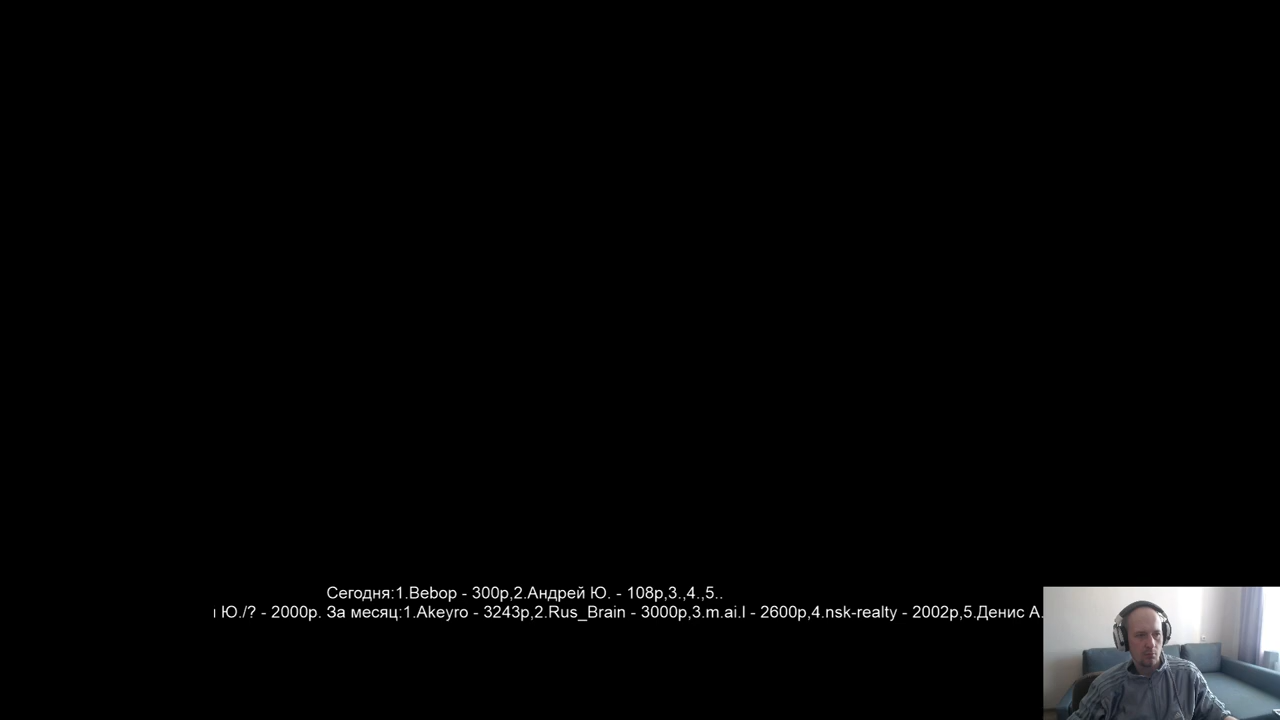 Сегодня:1.Bebop - 300р,2.Андрей Ю. - 108р,3.,4.,5..
Ю./? - 2000р. За месяц:1.Akeyro - 3243р,2.Rus_Brain - 3000р,3.m.ai.l - 2600р,4.nsk-realty - 2002р,5.Денис А.